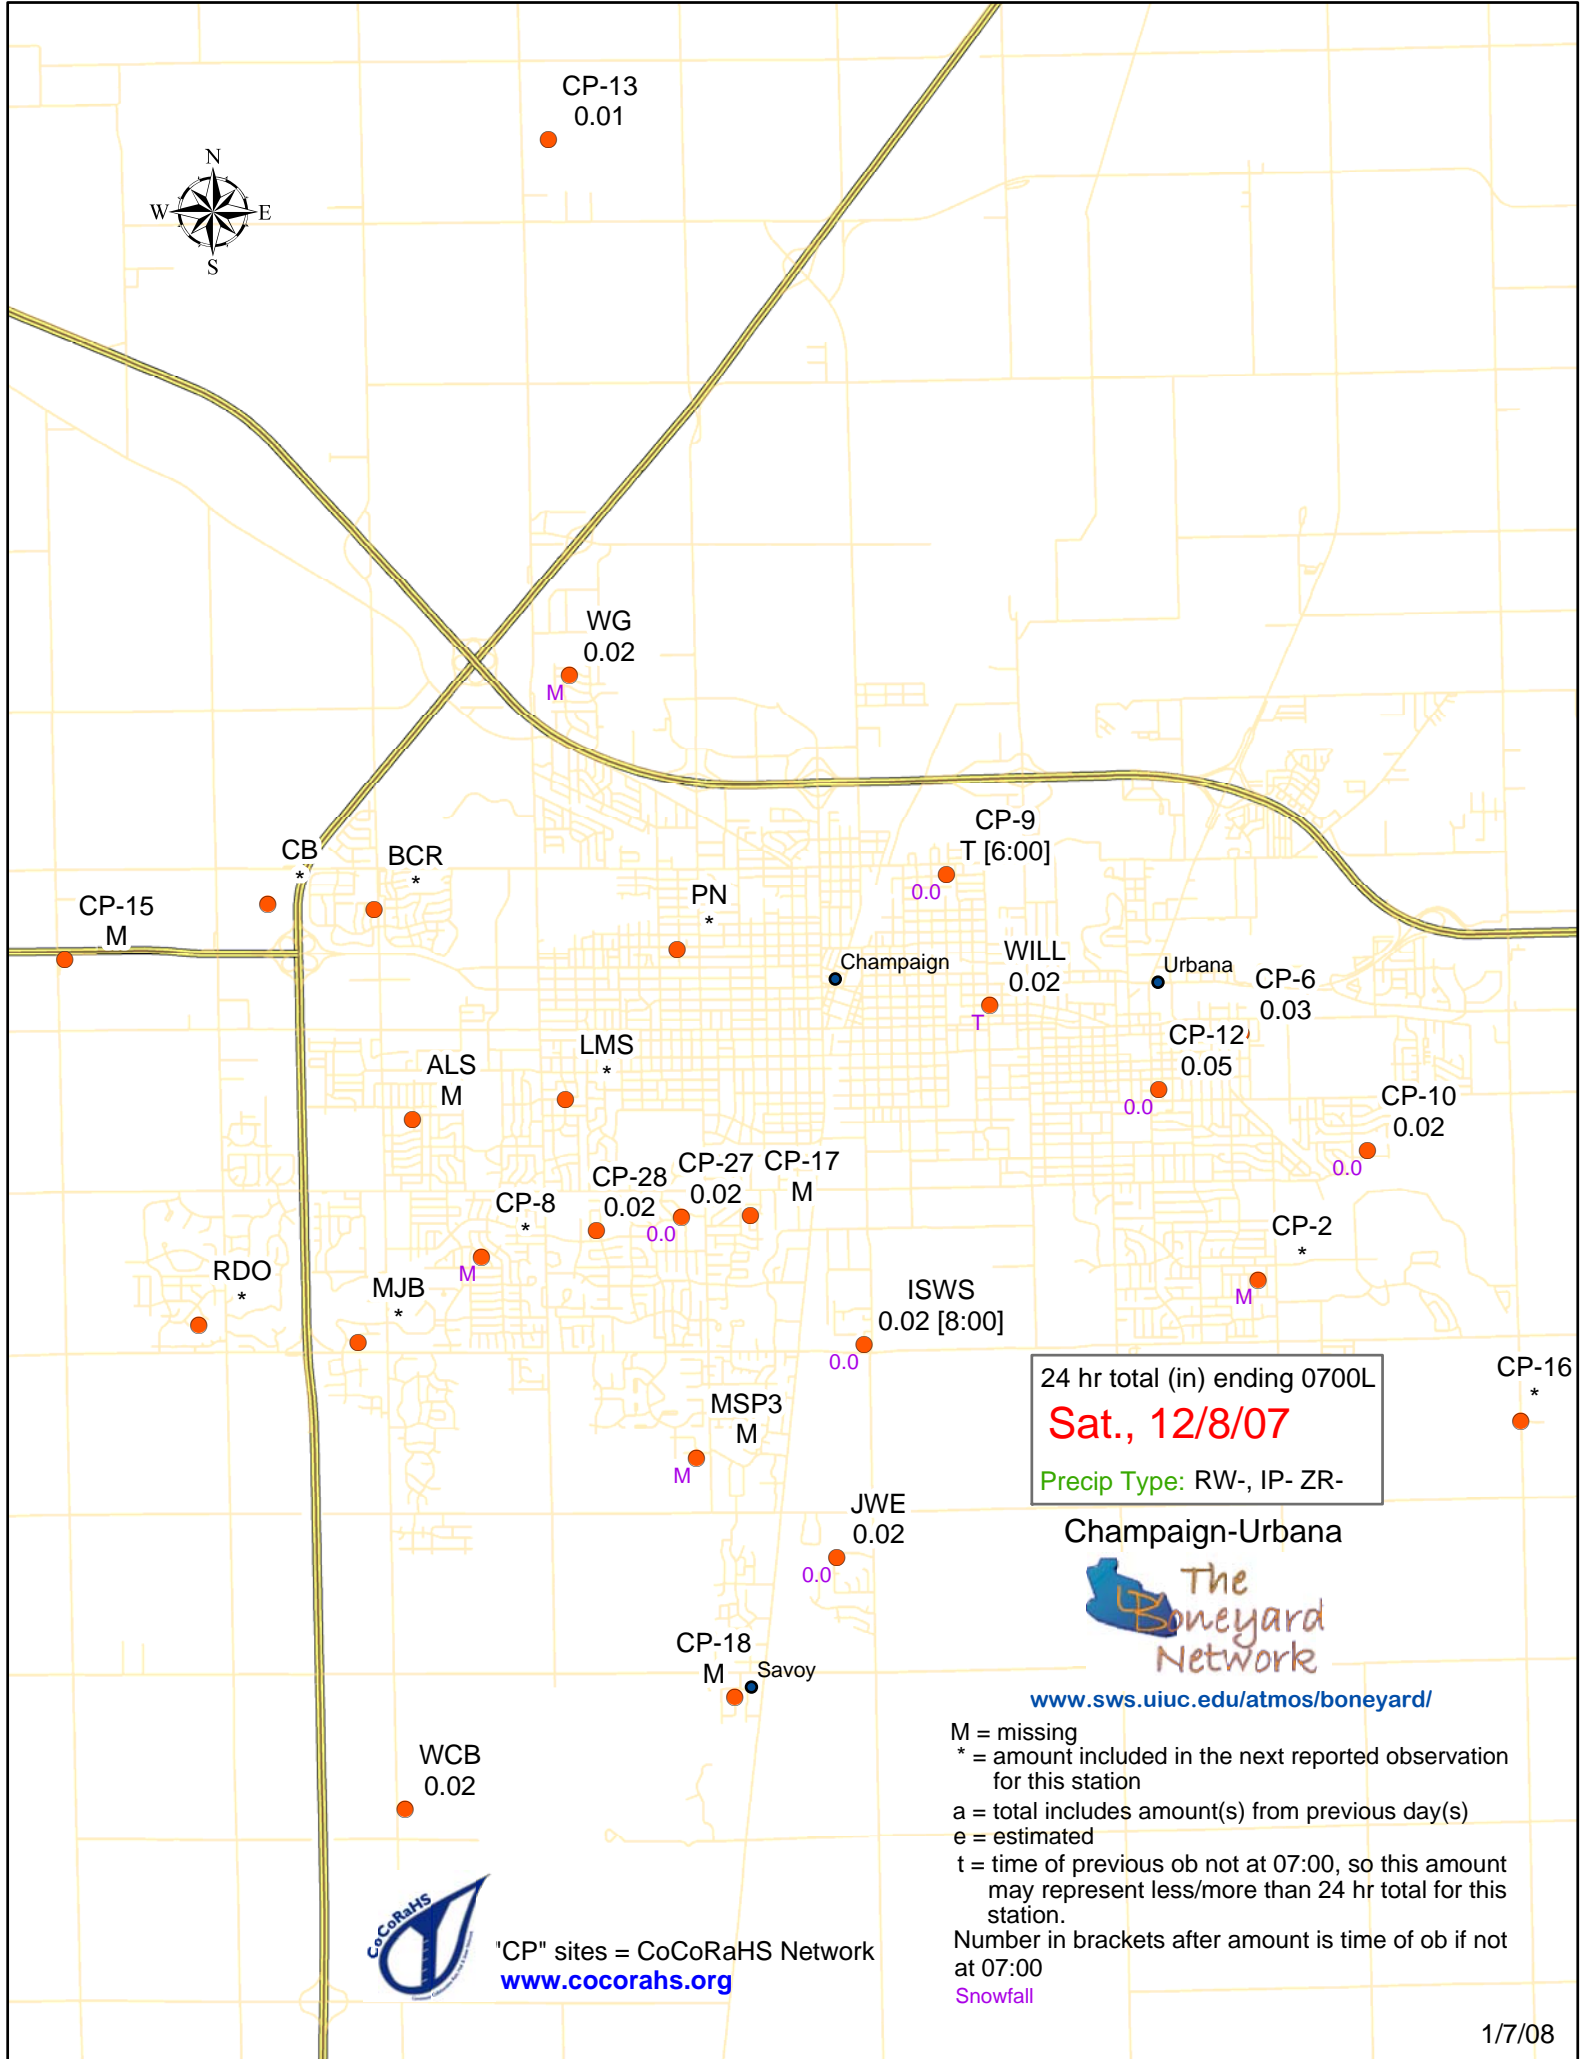 CP-13
0.01
N
W E
S
WG
0.02
M
CP-9
T [6:00]
0.0
CB
*
BCR
*
CP-15
M
PN
*
Champaign
WILL
0.02
T
Urbana
CP-6
0.03
CP-12
0.05
0.0
LMS
*
ALS
M
CP-10
0.02
0.0
CP-28
0.02
CP-27
0.02
0.0
CP-17
M
CP-8
*
M
CP-2
*
M
RDO
*
MJB
*
ISWS
0.02 [8:00]
0.0
24 hr total (in) ending 0700L
Sat., 12/8/07
Precip Type: RW-, IP- ZR-
CP-16
*
MSP3
M
M
JWE
0.02
0.0
Champaign-Urbana
The
Boneyard
Network
www.sws.uiuc.edu/atmos/boneyard/
CP-18
M
Savoy
WCB
0.02
M = missing
* = amount included in the next reported observation
for this station
a = total includes amount(s) from previous day(s)
e = estimated
t = time of previous ob not at 07:00, so this amount
may represent less/more than 24 hr total for this
station.
Number in brackets after amount is time of ob if not
at 07:00
Snowfall
CoCoRaHS
"CP" sites = CoCoRaHS Network
www.cocorahs.org
1/7/08